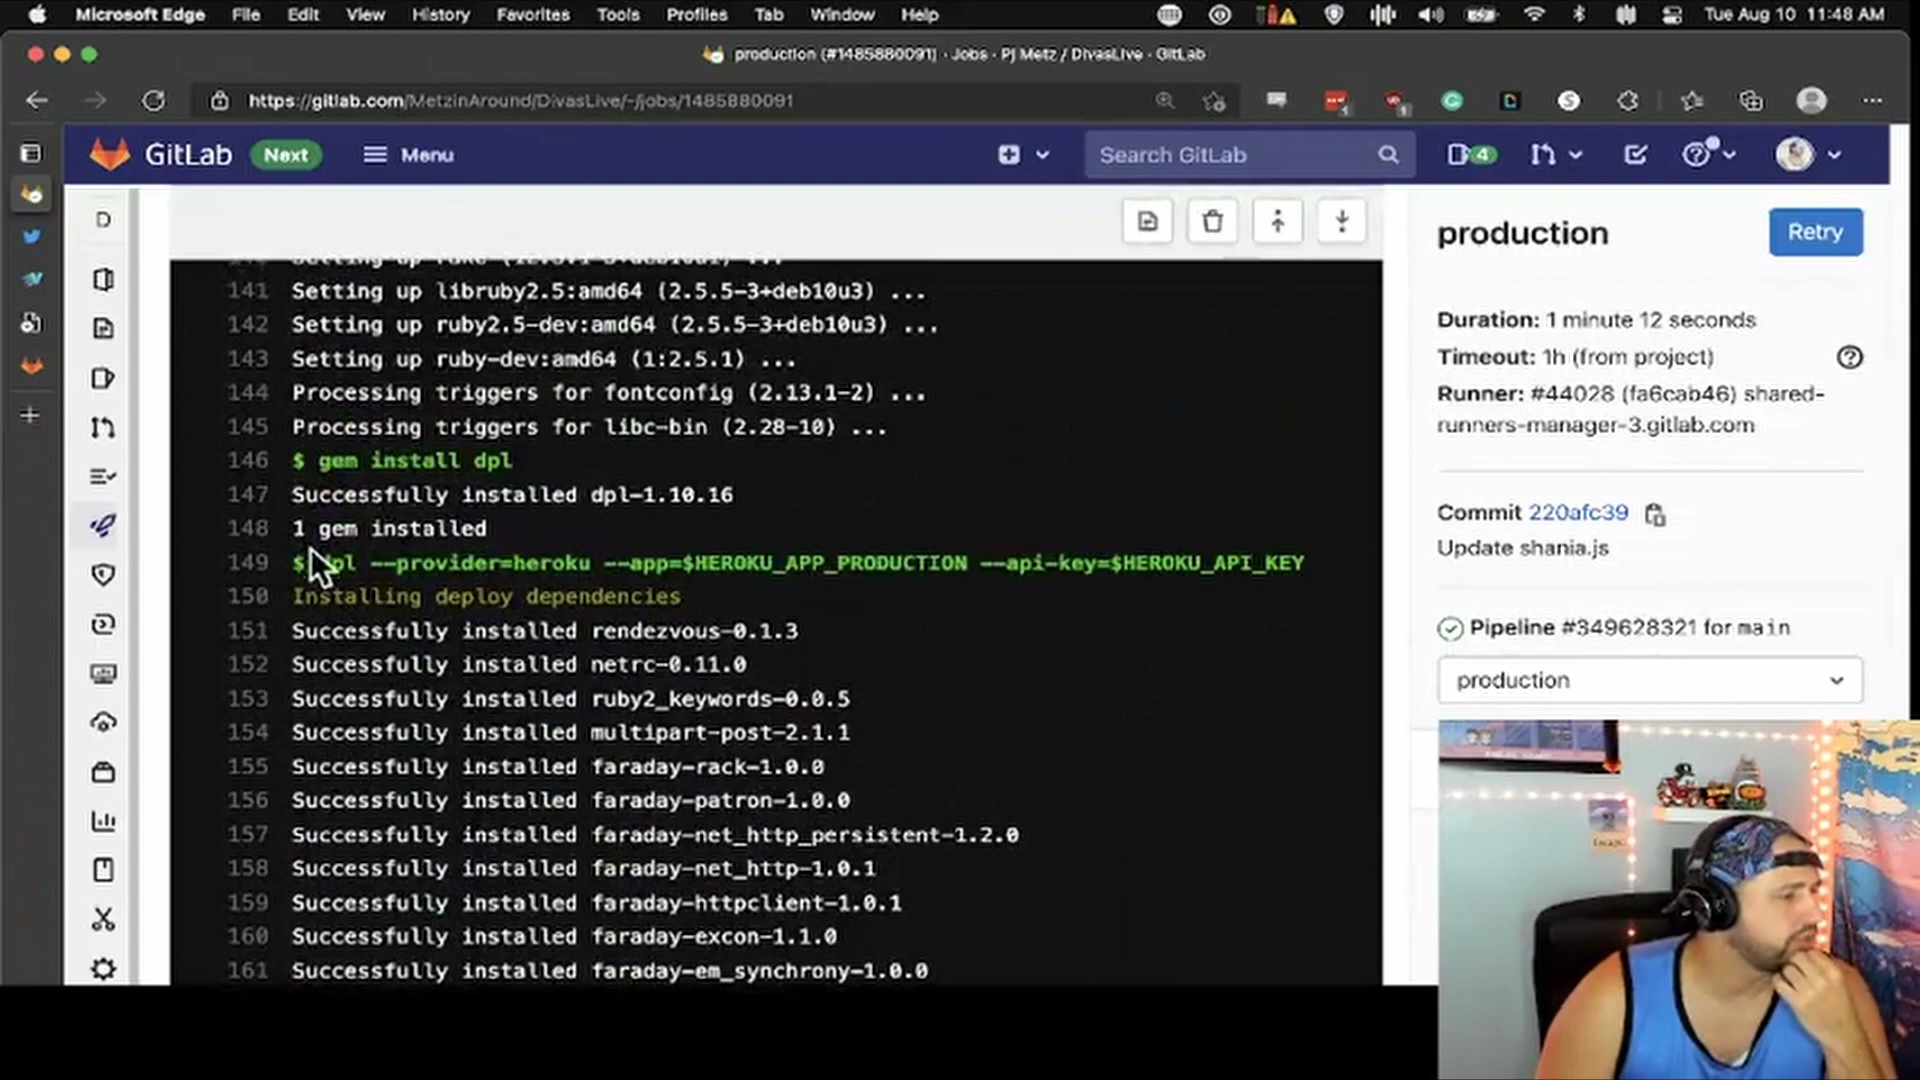 Microsoft Edge File Edit View History Favorites Tools Profiles Tab Window Help Tue Aug 10 11:48 AM
production (#1485880091) · Jobs · PJ Metz / DivasLive · GitLab
https://gitlab.com/MetzinAround/DivasLive/-/jobs/1485880091
GitLab Next Menu Search GitLab 4
D
production Retry
141 Setting up libruby2.5:amd64 (2.5.5-3+deb10u3) ...
142 Setting up ruby2.5-dev:amd64 (2.5.5-3+deb10u3) ...
143 Setting up ruby-dev:amd64 (1:2.5.1) ...
144 Processing triggers for fontconfig (2.13.1-2) ...
145 Processing triggers for libc-bin (2.28-10) ...
146 $ gem install dpl
147 Successfully installed dpl-1.10.16
148 1 gem installed
149 $ dpl --provider=heroku --app=$HEROKU_APP_PRODUCTION --api-key=$HEROKU_API_KEY
150 Installing deploy dependencies
151 Successfully installed rendezvous-0.1.3
152 Successfully installed netrc-0.11.0
153 Successfully installed ruby2_keywords-0.0.5
154 Successfully installed multipart-post-2.1.1
155 Successfully installed faraday-rack-1.0.0
156 Successfully installed faraday-patron-1.0.0
157 Successfully installed faraday-net_http_persistent-1.2.0
158 Successfully installed faraday-net_http-1.0.1
159 Successfully installed faraday-httpclient-1.0.1
160 Successfully installed faraday-excon-1.1.0
161 Successfully installed faraday-em_synchrony-1.0.0
Duration: 1 minute 12 seconds
Timeout: 1h (from project)
Runner: #44028 (fa6cab46) shared-
runners-manager-3.gitlab.com
Commit 220afc39
Update shania.js
Pipeline #349628321 for main
production